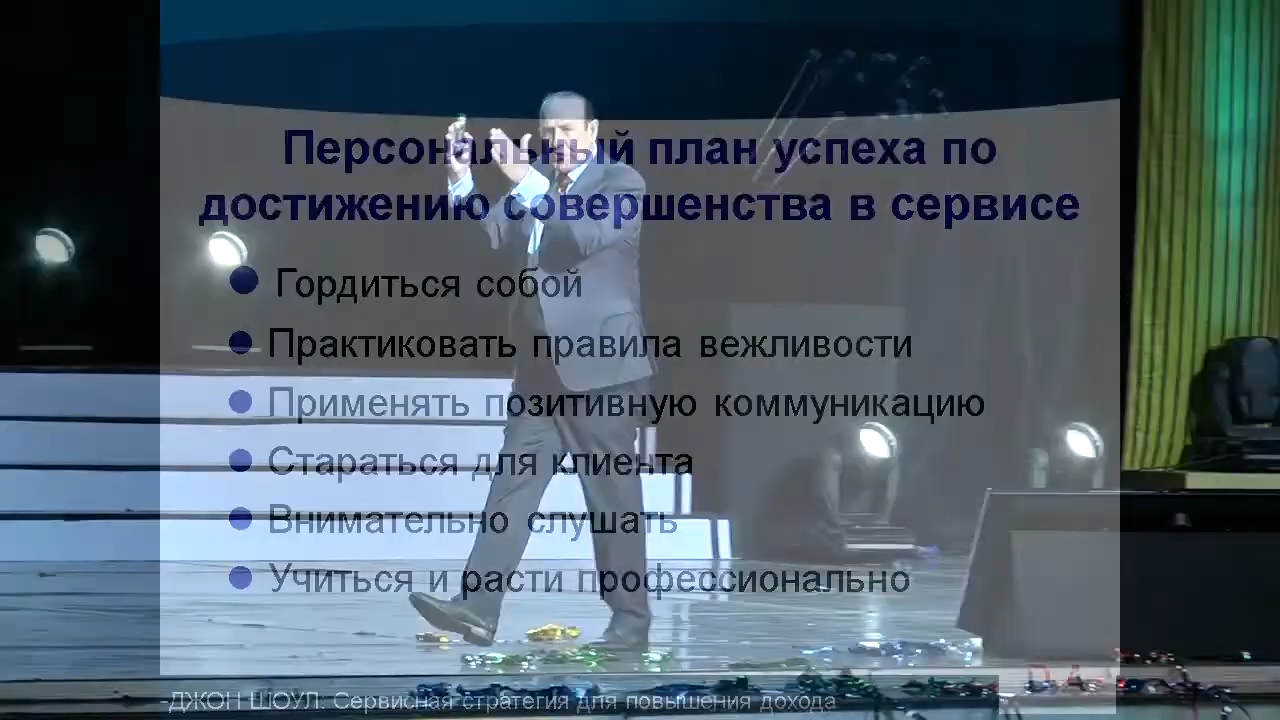 Персональный план успеха по
достижению совершенства в сервисе
Гордиться собой
Практиковать правила вежливости
Применять позитивную коммуникацию
Стараться для клиента
Внимательно слушать
Учиться и расти профессионально
ДЖОН ШОУЛ. Сервисная стратегия для повышения дохода